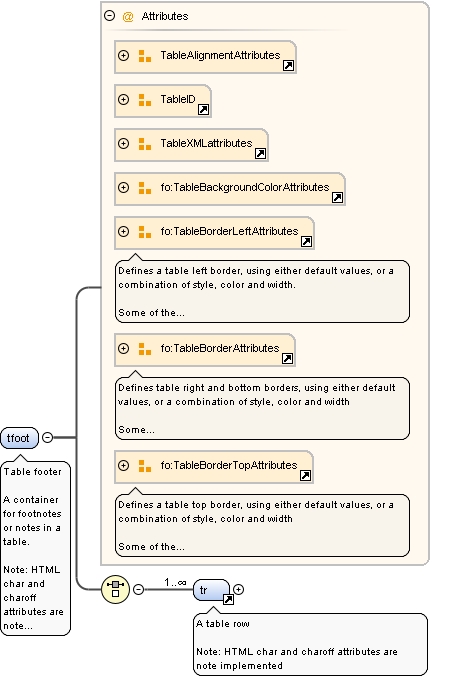 @ Attributes
TableAlignmentAttributes
TableID
TableXMLattributes
fo:TableBackgroundColorAttributes
fo:TableBorderLeftAttributes
Defines a table left border, using either default values, or a
combination of style, color and width.
Some of the...
fo:TableBorderAttributes
Defines table right and bottom borders, using either default
values, or a combination of style, color and width
Some...
fo:TableBorderTopAttributes
Defines a table top border, using either default values, or a
combination of style, color and width
Some of the...
tfoot
Table footer
A container
for footnotes
or notes in a
table.
Note: HTML
char and
charoff
attributes are
note...
1..∞
tr
A table row
Note: HTML char and charoff attributes are
note implemented